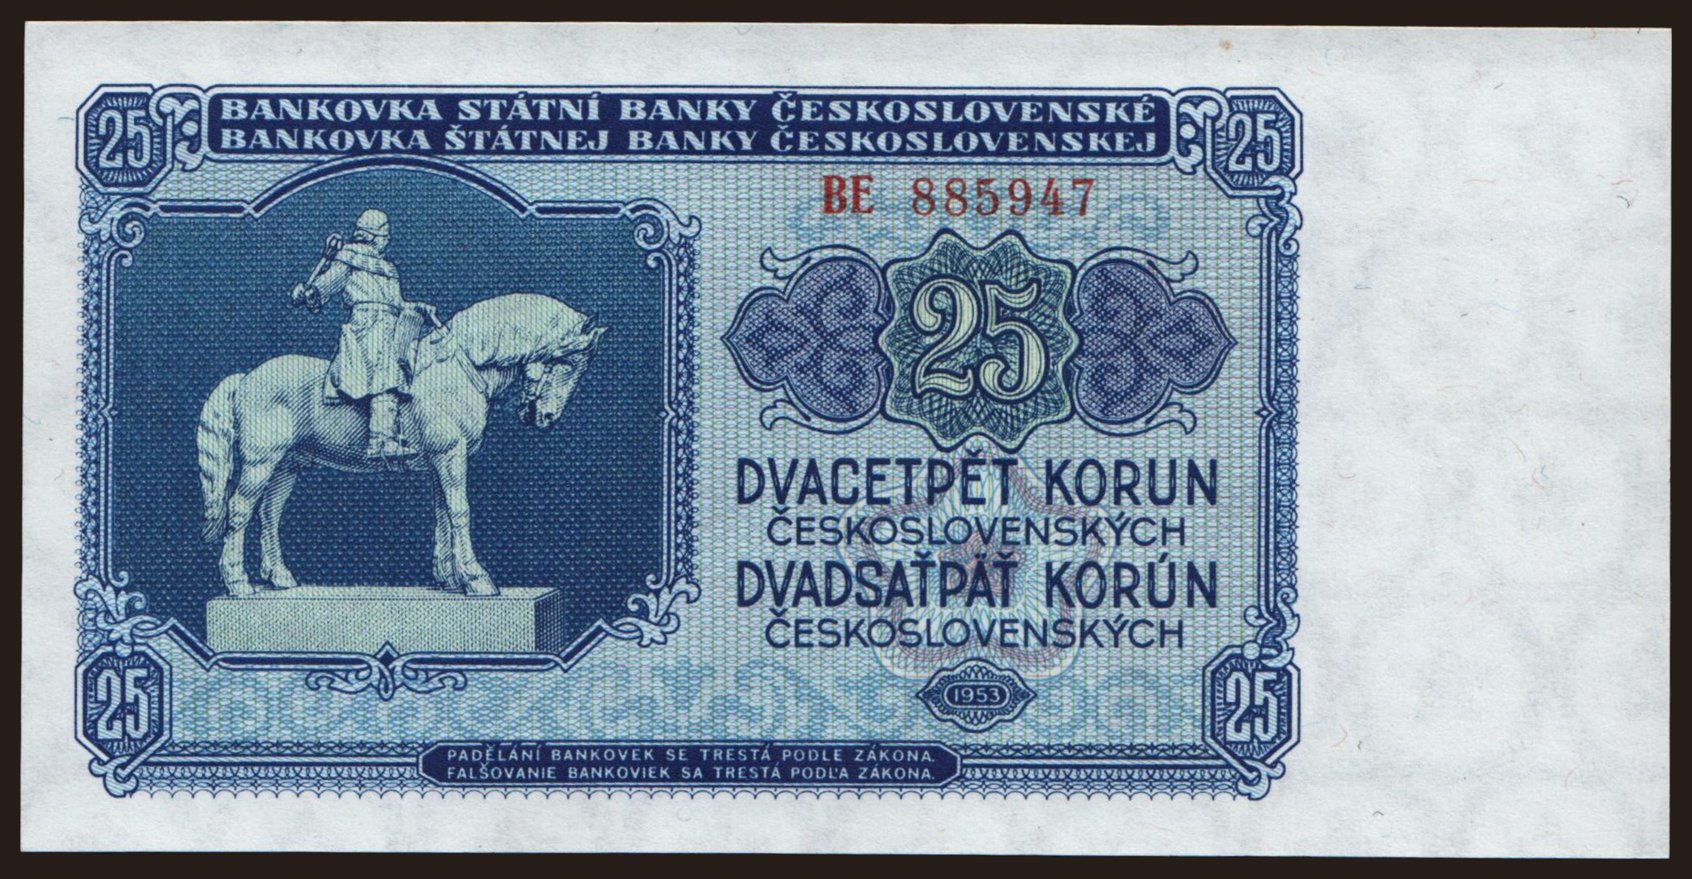 BANKOVKA STÁTNÍ BANKY ČESKOSLOVENSKÉ
BANKOVKA ŠTÁTNEJ BANKY ČESKOSLOVENSKEJ
25
25
BE 885947
25
DVACETPĚT KORUN
ČESKOSLOVENSKÝCH
DVADSAŤPÄŤ KORÚN
ČESKOSLOVENSKÝCH
1953
25
25
PADĚLÁNÍ BANKOVEK SE TRESTÁ PODLE ZÁKONA.
FALŠOVANIE BANKOVIEK SA TRESTÁ PODĽA ZÁKONA.